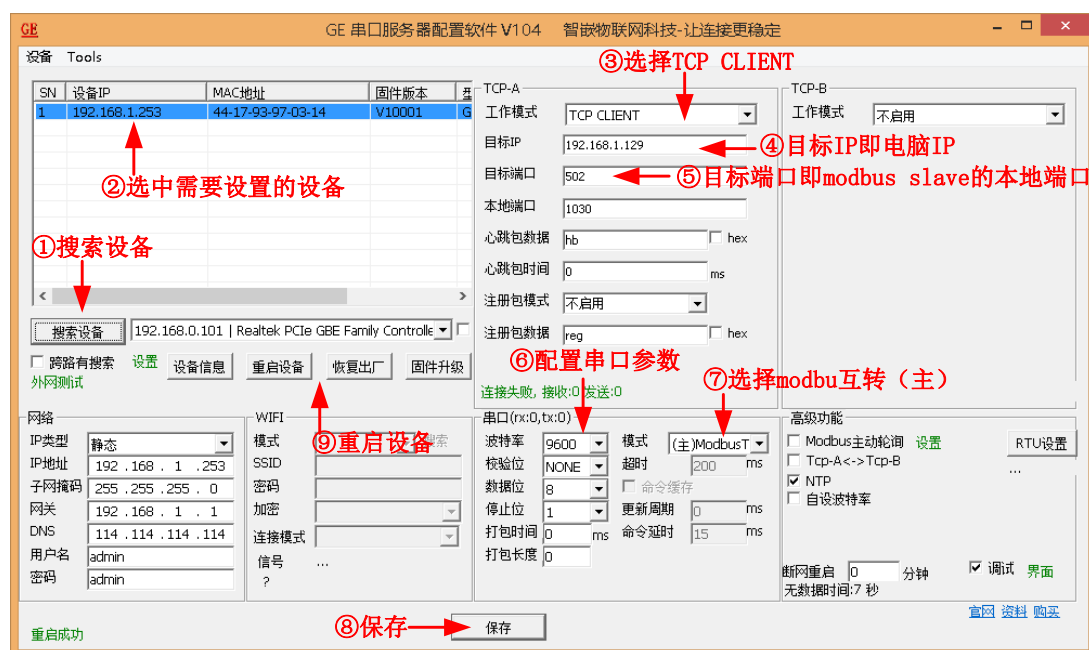 GE GE 串口服务器配置软件 V104 智嵌物联网科技-让连接更稳定
设备 Tools
③选择TCP CLIENT
SN 设备IP MAC地址 固件版本
1 192.168.1.253 44-17-93-97-03-14 V10001 G
②选中需要设置的设备
①搜索设备
搜索设备 192.168.0.101 | Realtek PCIe GBE Family Controlle
跨路有搜索 设置 设备信息 重启设备 恢复出厂 固件升级
外网测试
⑨重启设备
TCP-A
工作模式 TCP CLIENT
目标IP 192.168.1.129
④目标IP即电脑IP
目标端口 502
⑤目标端口即modbus slave的本地端口
本地端口 1030
心跳包数据 hb hex
心跳包时间 0 ms
注册包模式 不启用
注册包数据 reg hex
⑥配置串口参数
连接失败, 接收:0 发送:0
⑦选择modbu互转（主）
TCP-B
工作模式 不启用
网络
IP类型 静态
IP地址 192 .168 . 1 .253
子网掩码 255 .255 .255 . 0
网关 192 .168 . 1 . 1
DNS 114 .114 .114 .114
用户名 admin
密码 admin
WIFI
模式 索
SSID
密码
加密
连接模式
信号 ...
?
串口(rx:0,tx:0)
波特率 9600 模式 (主)ModbusT
校验位 NONE 超时 200 ms
数据位 8 命令缓存
停止位 1 更新周期 0 ms
打包时间 0 ms 命令延时 15 ms
打包长度 0
高级功能
Modbus主动轮询 设置 RTU设置
Tcp-A<->Tcp-B ...
NTP
自设波特率
断网重启 0 分钟 调试 界面
无数据时间:7 秒
官网 资料 购买
⑧保存 保存
重启成功